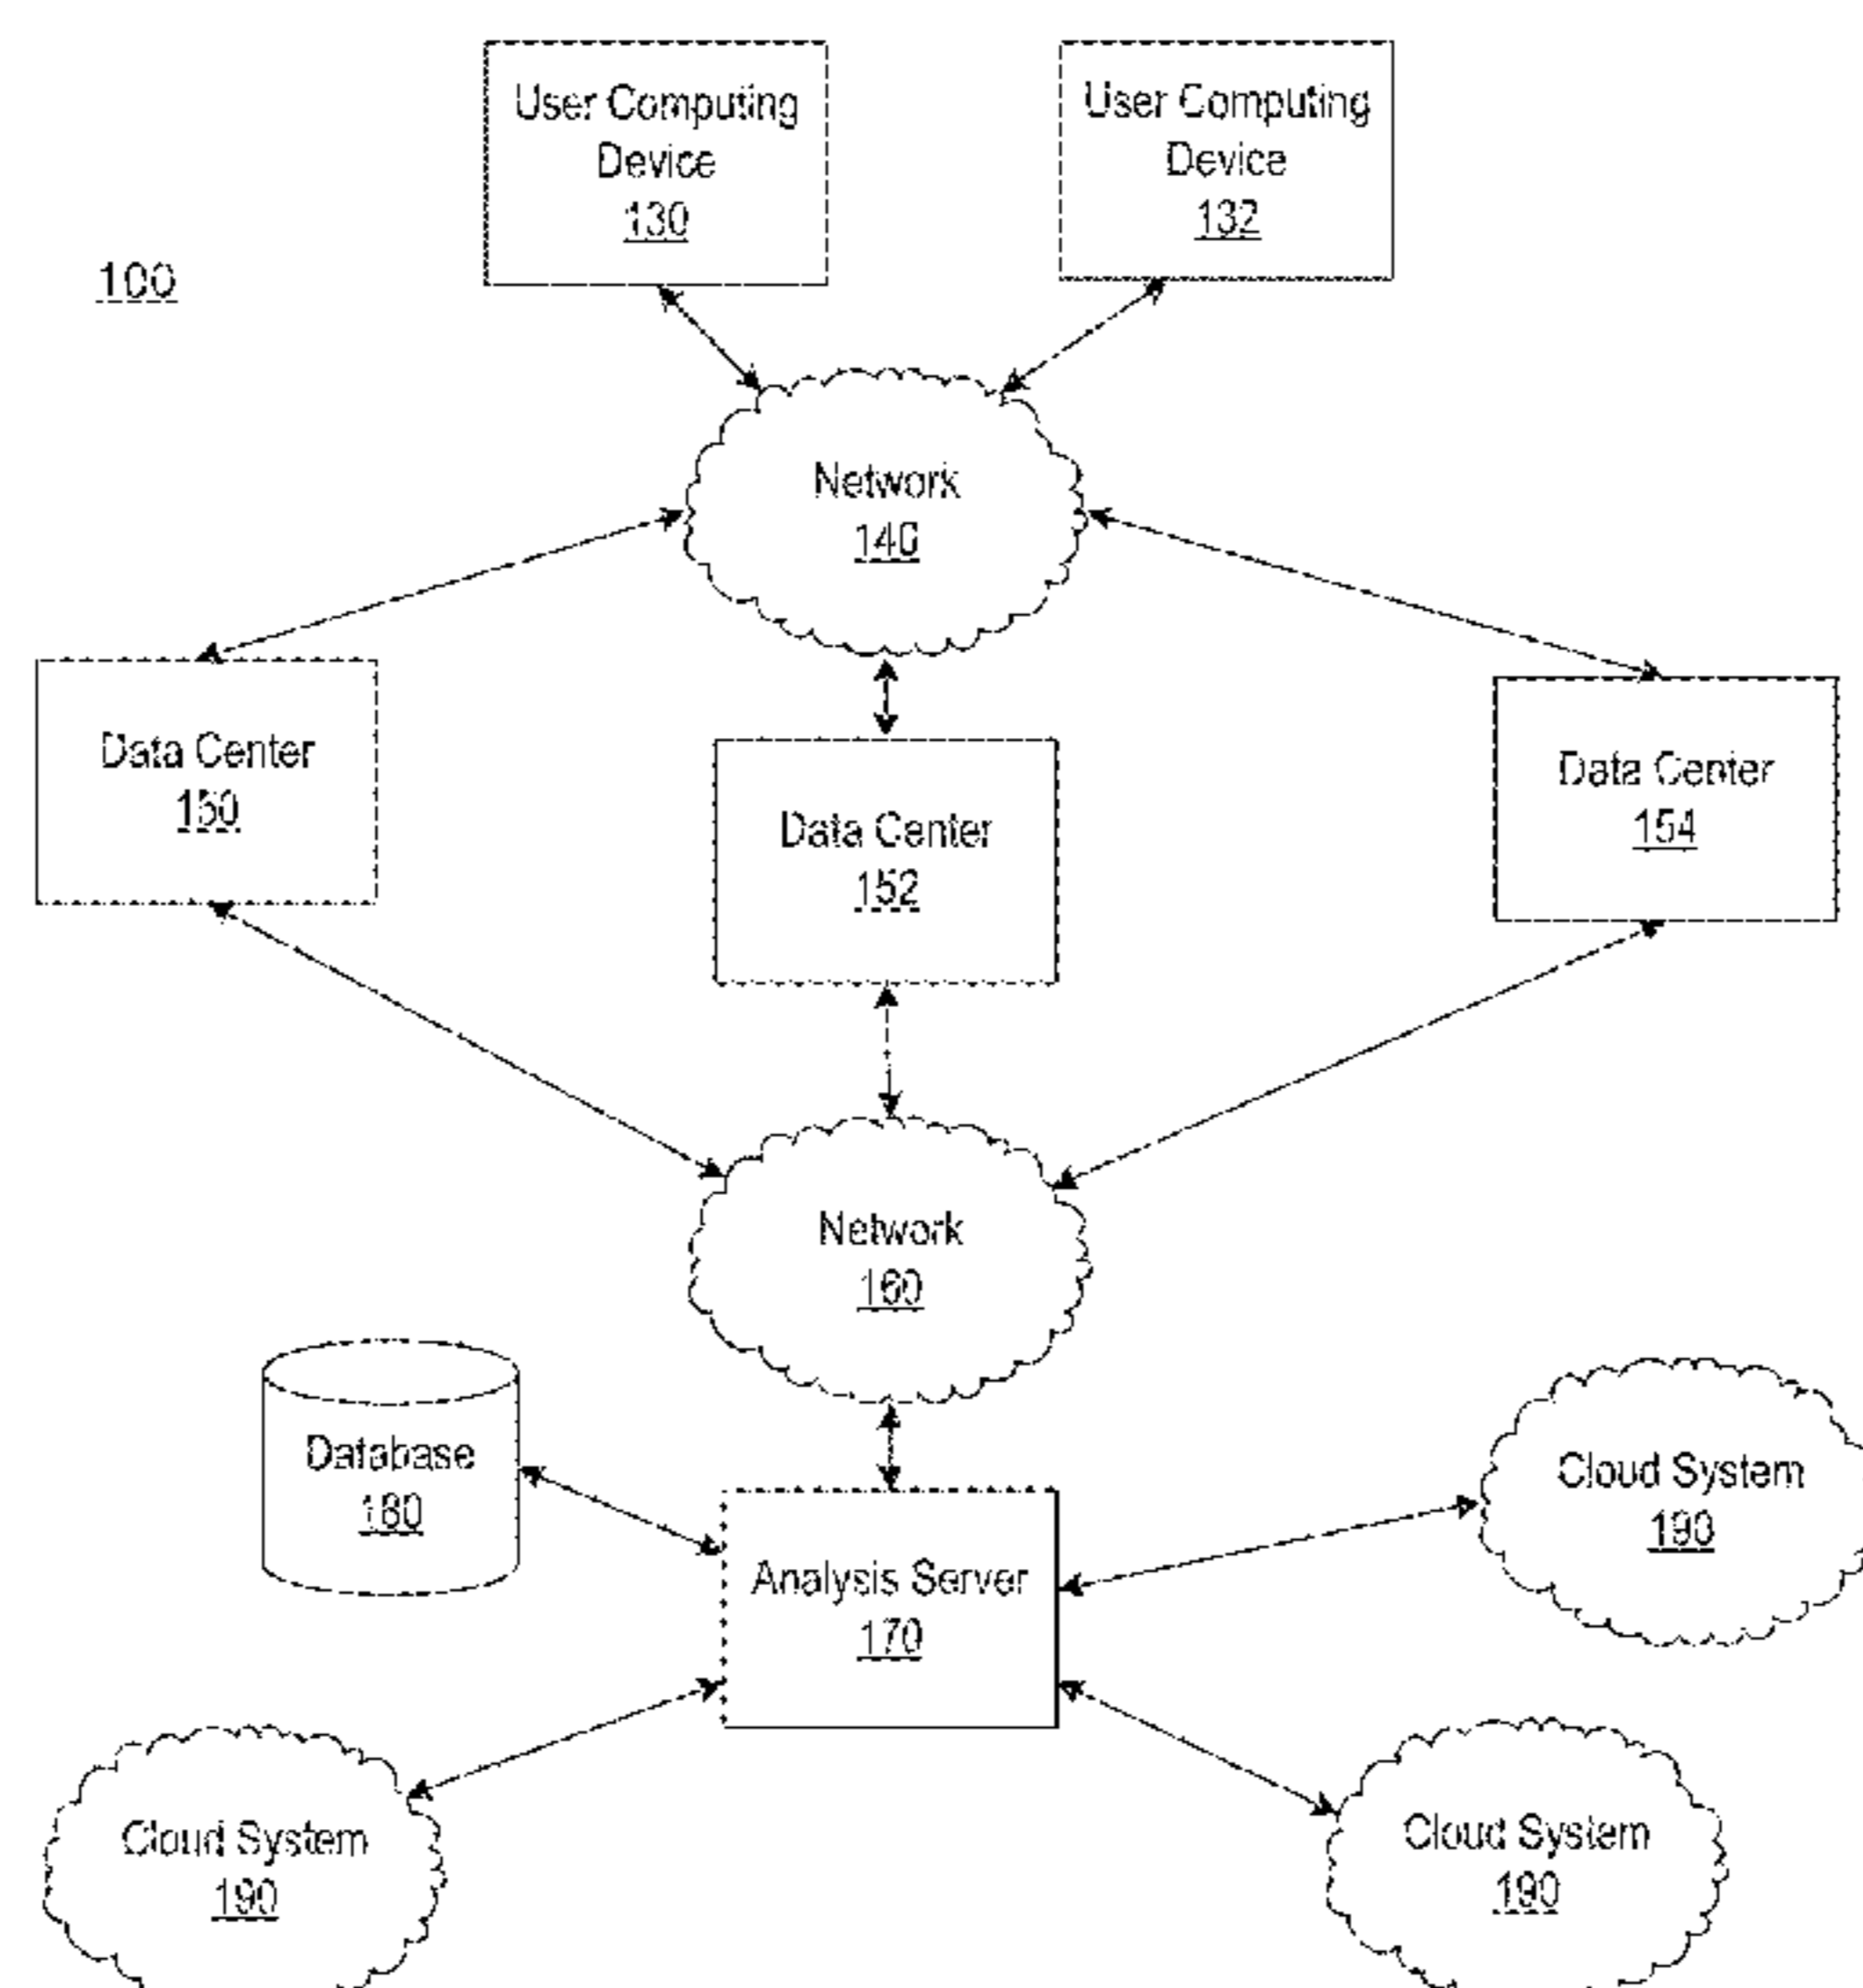 User Computing
Device
130
User Computing
Device
132
100
Network
140
Data Center
150
Data Center
152
Data Center
154
Network
160
Database
180
Analysis Server
170
Cloud System
190
Cloud System
190
Cloud System
190